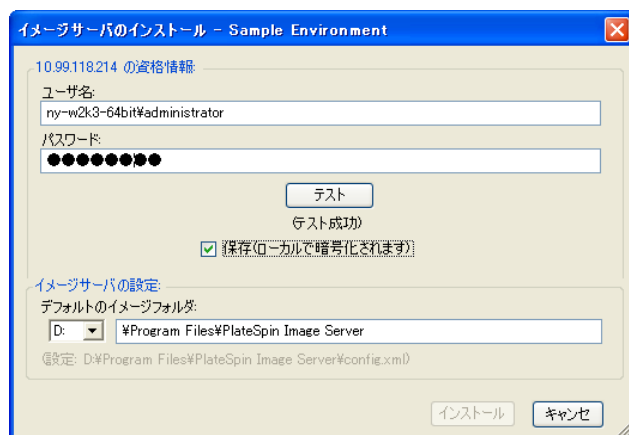 イメージサーバのインストール - Sample Environment
10.99.118.214 の資格情報:
ユーザ名:
ny-w2k3-64bit¥administrator
パスワード:
●●●●●●●●
テスト
(テスト成功)
保存(ローカルで暗号化されます)
イメージサーバの設定:
デフォルトのイメージフォルダ:
D: ¥Program Files¥PlateSpin Image Server
(設定: D:¥Program Files¥PlateSpin Image Server¥config.xml)
インストール キャンセ